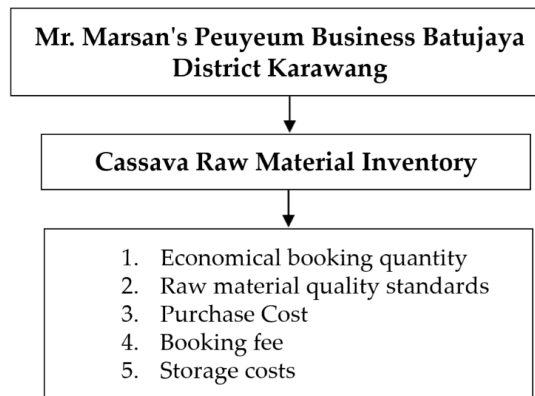 Mr. Marsan's Peuyeum Business Batujaya
District Karawang
Cassava Raw Material Inventory
1. Economical booking quantity
2. Raw material quality standards
3. Purchase Cost
4. Booking fee
5. Storage costs